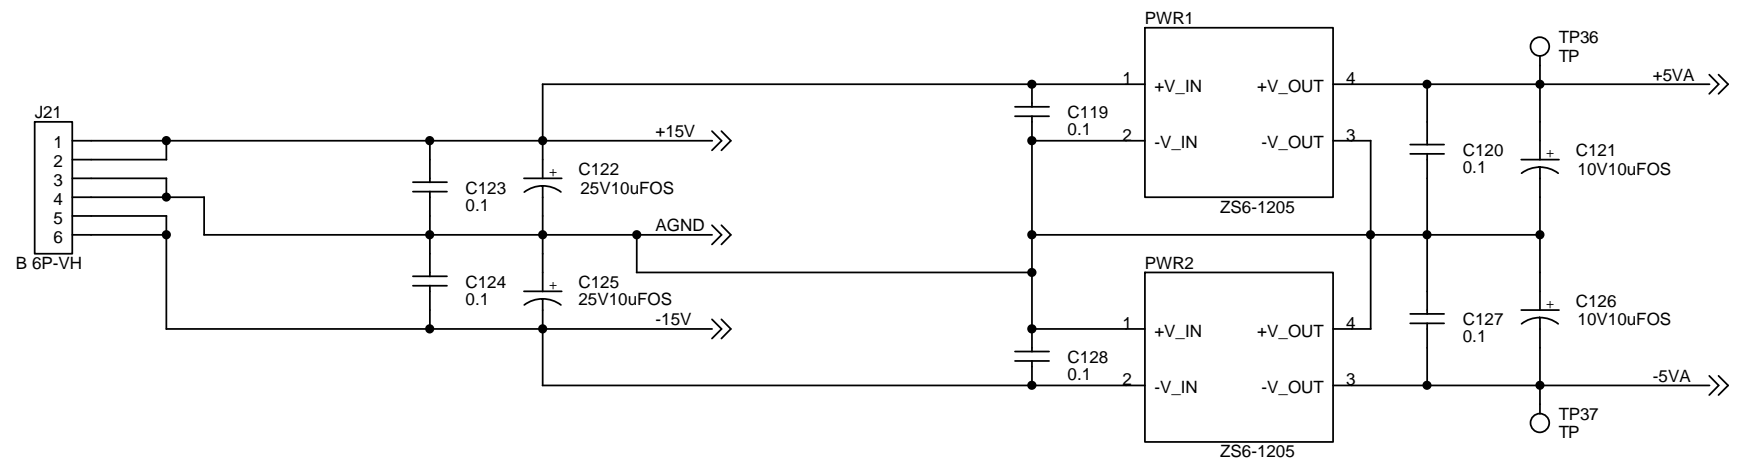 J21
1
2
3
4
5
6
B 6P-VH
+15V
AGND
-15V
C123
0.1
C122
25V10uFOS
C124
0.1
C125
25V10uFOS
C119
0.1
C128
0.1
PWR1
1
+V_IN
+V_OUT
4
2
-V_IN
-V_OUT
3
ZS6-1205
PWR2
1
+V_IN
+V_OUT
4
2
-V_IN
-V_OUT
3
ZS6-1205
TP36
TP
+5VA
C120
0.1
C121
10V10uFOS
C127
0.1
C126
10V10uFOS
-5VA
TP37
TP